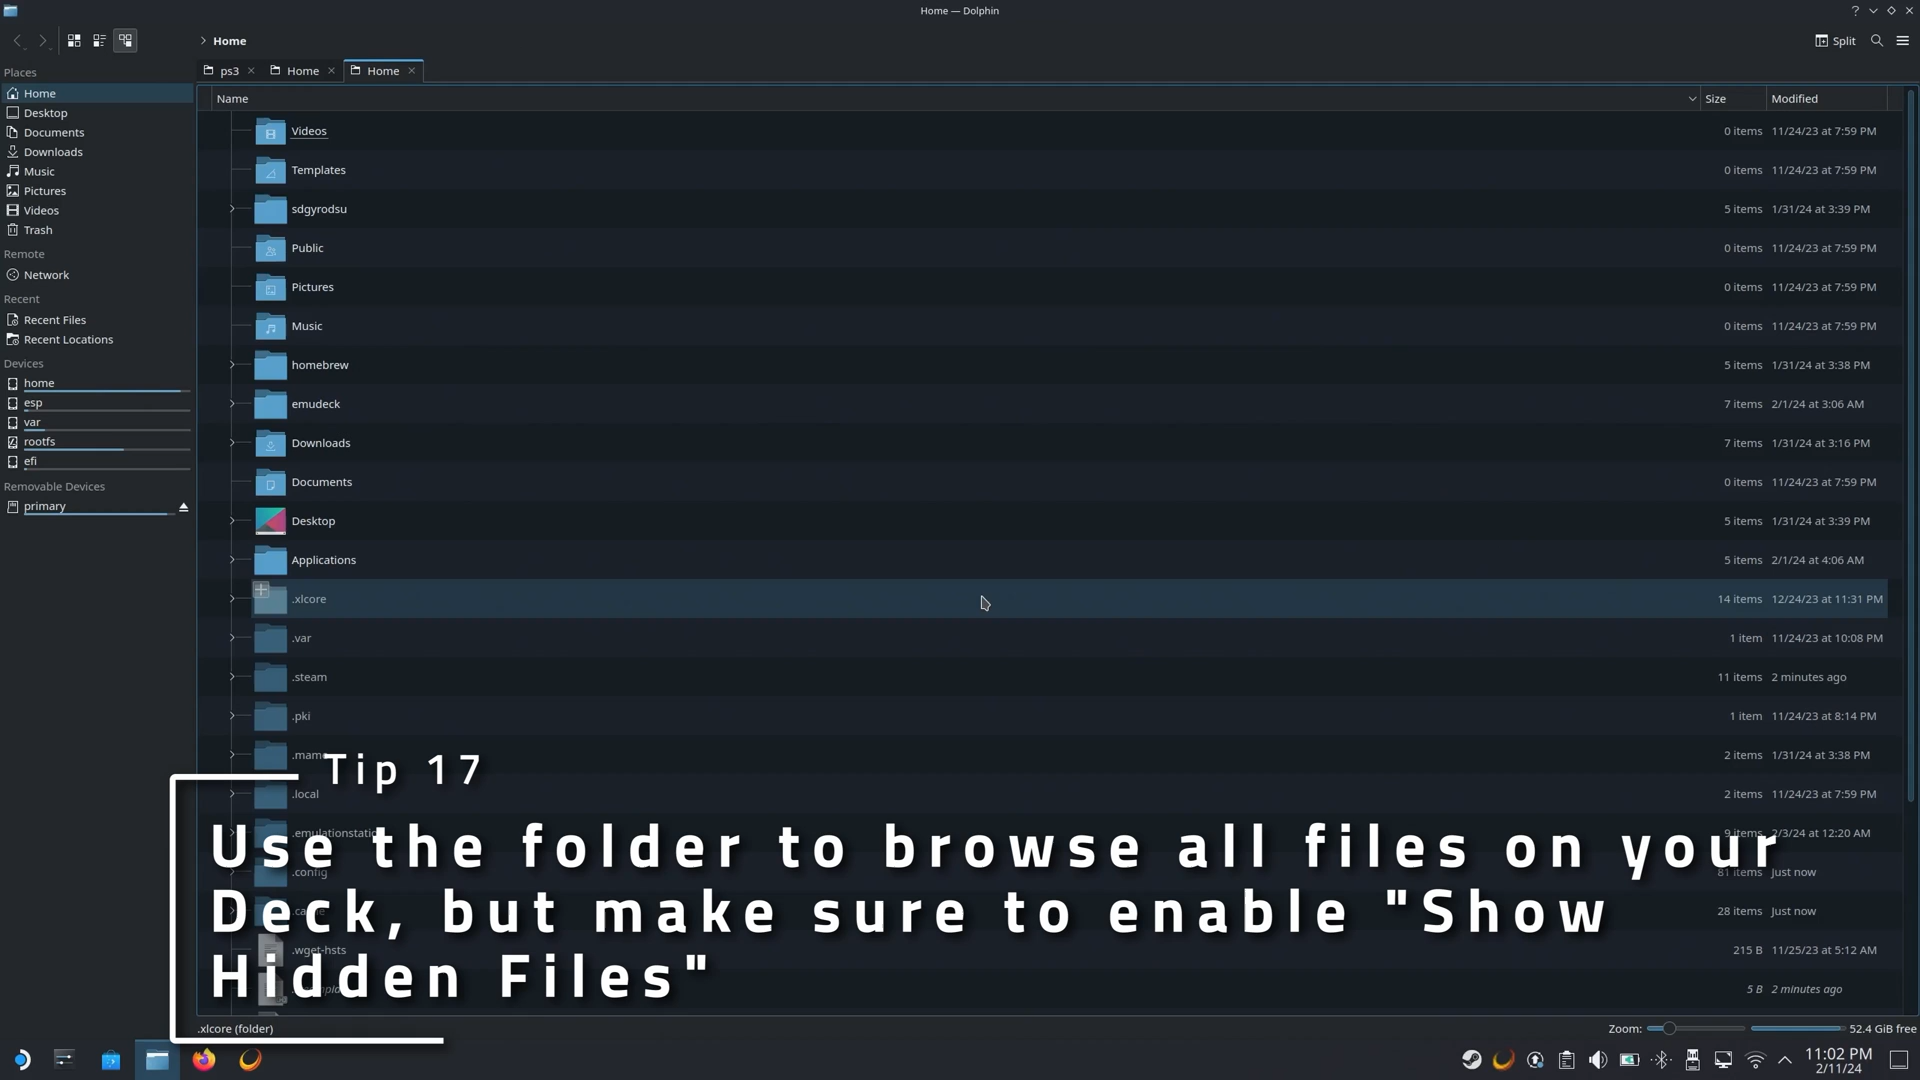 Home — Dolphin
Home
Split
ps3
Home
Home
Places
Home
Desktop
Documents
Downloads
Music
Pictures
Videos
Trash
Remote
Network
Recent
Recent Files
Recent Locations
Devices
home
esp
var
rootfs
efi
Removable Devices
primary
Name Size Modified
Videos 0 items 11/24/23 at 7:59 PM
Templates 0 items 11/24/23 at 7:59 PM
sdgyrodsu 5 items 1/31/24 at 3:39 PM
Public 0 items 11/24/23 at 7:59 PM
Pictures 0 items 11/24/23 at 7:59 PM
Music 0 items 11/24/23 at 7:59 PM
homebrew 5 items 1/31/24 at 3:38 PM
emudeck 7 items 2/1/24 at 3:06 AM
Downloads 7 items 1/31/24 at 3:16 PM
Documents 0 items 11/24/23 at 7:59 PM
Desktop 5 items 1/31/24 at 3:39 PM
Applications 5 items 2/1/24 at 4:06 AM
.xlcore 14 items 12/24/23 at 11:31 PM
.var 1 item 11/24/23 at 10:08 PM
.steam 11 items 2 minutes ago
.pki 1 item 11/24/23 at 8:14 PM
2 items 1/31/24 at 3:38 PM
.local 2 items 11/24/23 at 7:59 PM
9 items 2/3/24 at 12:20 AM
.config 81 items Just now
28 items Just now
.wget-hsts 215 B 11/25/23 at 5:12 AM
5 B 2 minutes ago
Tip 17
Use the folder to browse all files on your
Deck, but make sure to enable "Show
Hidden Files"
.xlcore (folder)
Zoom: 52.4 GiB free
11:02 PM
2/11/24